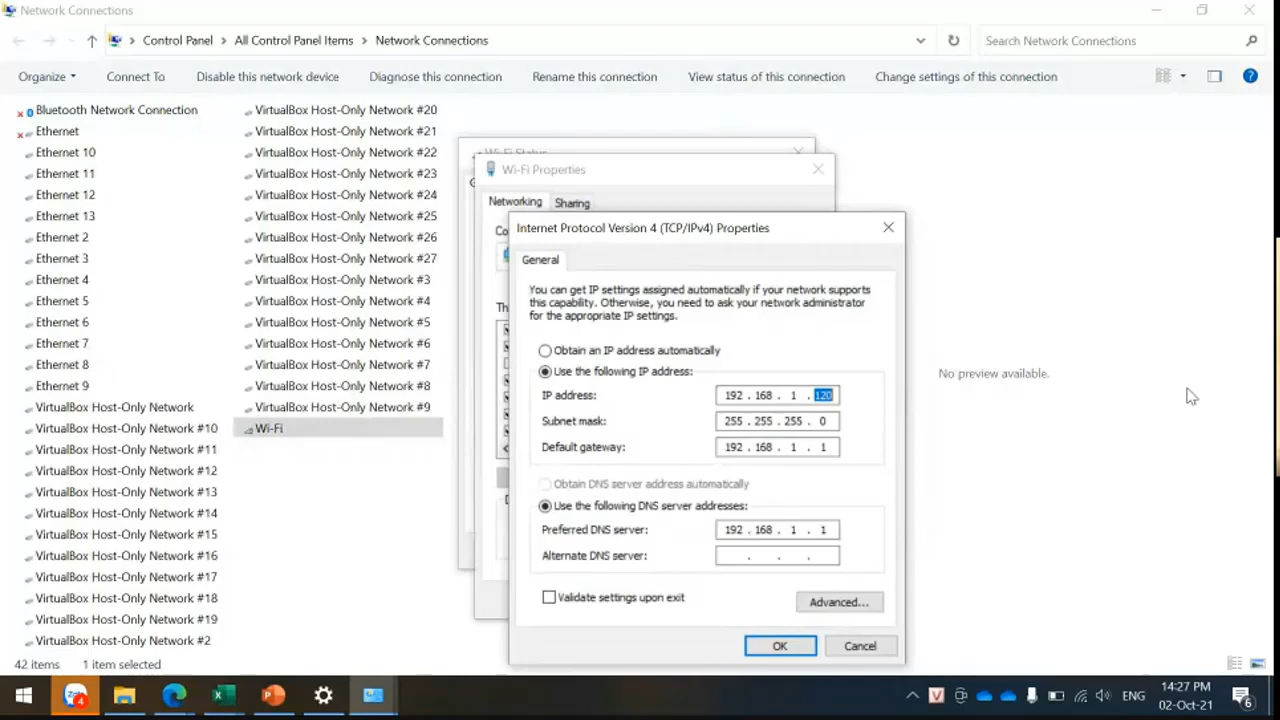 Network Connections
Control Panel > All Control Panel Items > Network Connections
Search Network Connections
Organize Connect To Disable this network device Diagnose this connection Rename this connection View status of this connection Change settings of this connection
Bluetooth Network Connection
Ethernet
Ethernet 10
Ethernet 11
Ethernet 12
Ethernet 13
Ethernet 2
Ethernet 3
Ethernet 4
Ethernet 5
Ethernet 6
Ethernet 7
Ethernet 8
Ethernet 9
VirtualBox Host-Only Network
VirtualBox Host-Only Network #10
VirtualBox Host-Only Network #11
VirtualBox Host-Only Network #12
VirtualBox Host-Only Network #13
VirtualBox Host-Only Network #14
VirtualBox Host-Only Network #15
VirtualBox Host-Only Network #16
VirtualBox Host-Only Network #17
VirtualBox Host-Only Network #18
VirtualBox Host-Only Network #19
VirtualBox Host-Only Network #2
VirtualBox Host-Only Network #20
VirtualBox Host-Only Network #21
VirtualBox Host-Only Network #22
VirtualBox Host-Only Network #23
VirtualBox Host-Only Network #24
VirtualBox Host-Only Network #25
VirtualBox Host-Only Network #26
VirtualBox Host-Only Network #27
VirtualBox Host-Only Network #3
VirtualBox Host-Only Network #4
VirtualBox Host-Only Network #5
VirtualBox Host-Only Network #6
VirtualBox Host-Only Network #7
VirtualBox Host-Only Network #8
VirtualBox Host-Only Network #9
Wi-Fi
Wi-Fi Status
Wi-Fi Properties
Networking Sharing
Internet Protocol Version 4 (TCP/IPv4) Properties
General
You can get IP settings assigned automatically if your network supports
this capability. Otherwise, you need to ask your network administrator
for the appropriate IP settings.
Obtain an IP address automatically
Use the following IP address:
IP address: 192 . 168 . 1 . 120
Subnet mask: 255 . 255 . 255 . 0
Default gateway: 192 . 168 . 1 . 1
Obtain DNS server address automatically
Use the following DNS server addresses:
Preferred DNS server: 192 . 168 . 1 . 1
Alternate DNS server: . . .
Validate settings upon exit
Advanced...
OK Cancel
No preview available.
42 items 1 item selected
ENG
14:27 PM
02-Oct-21